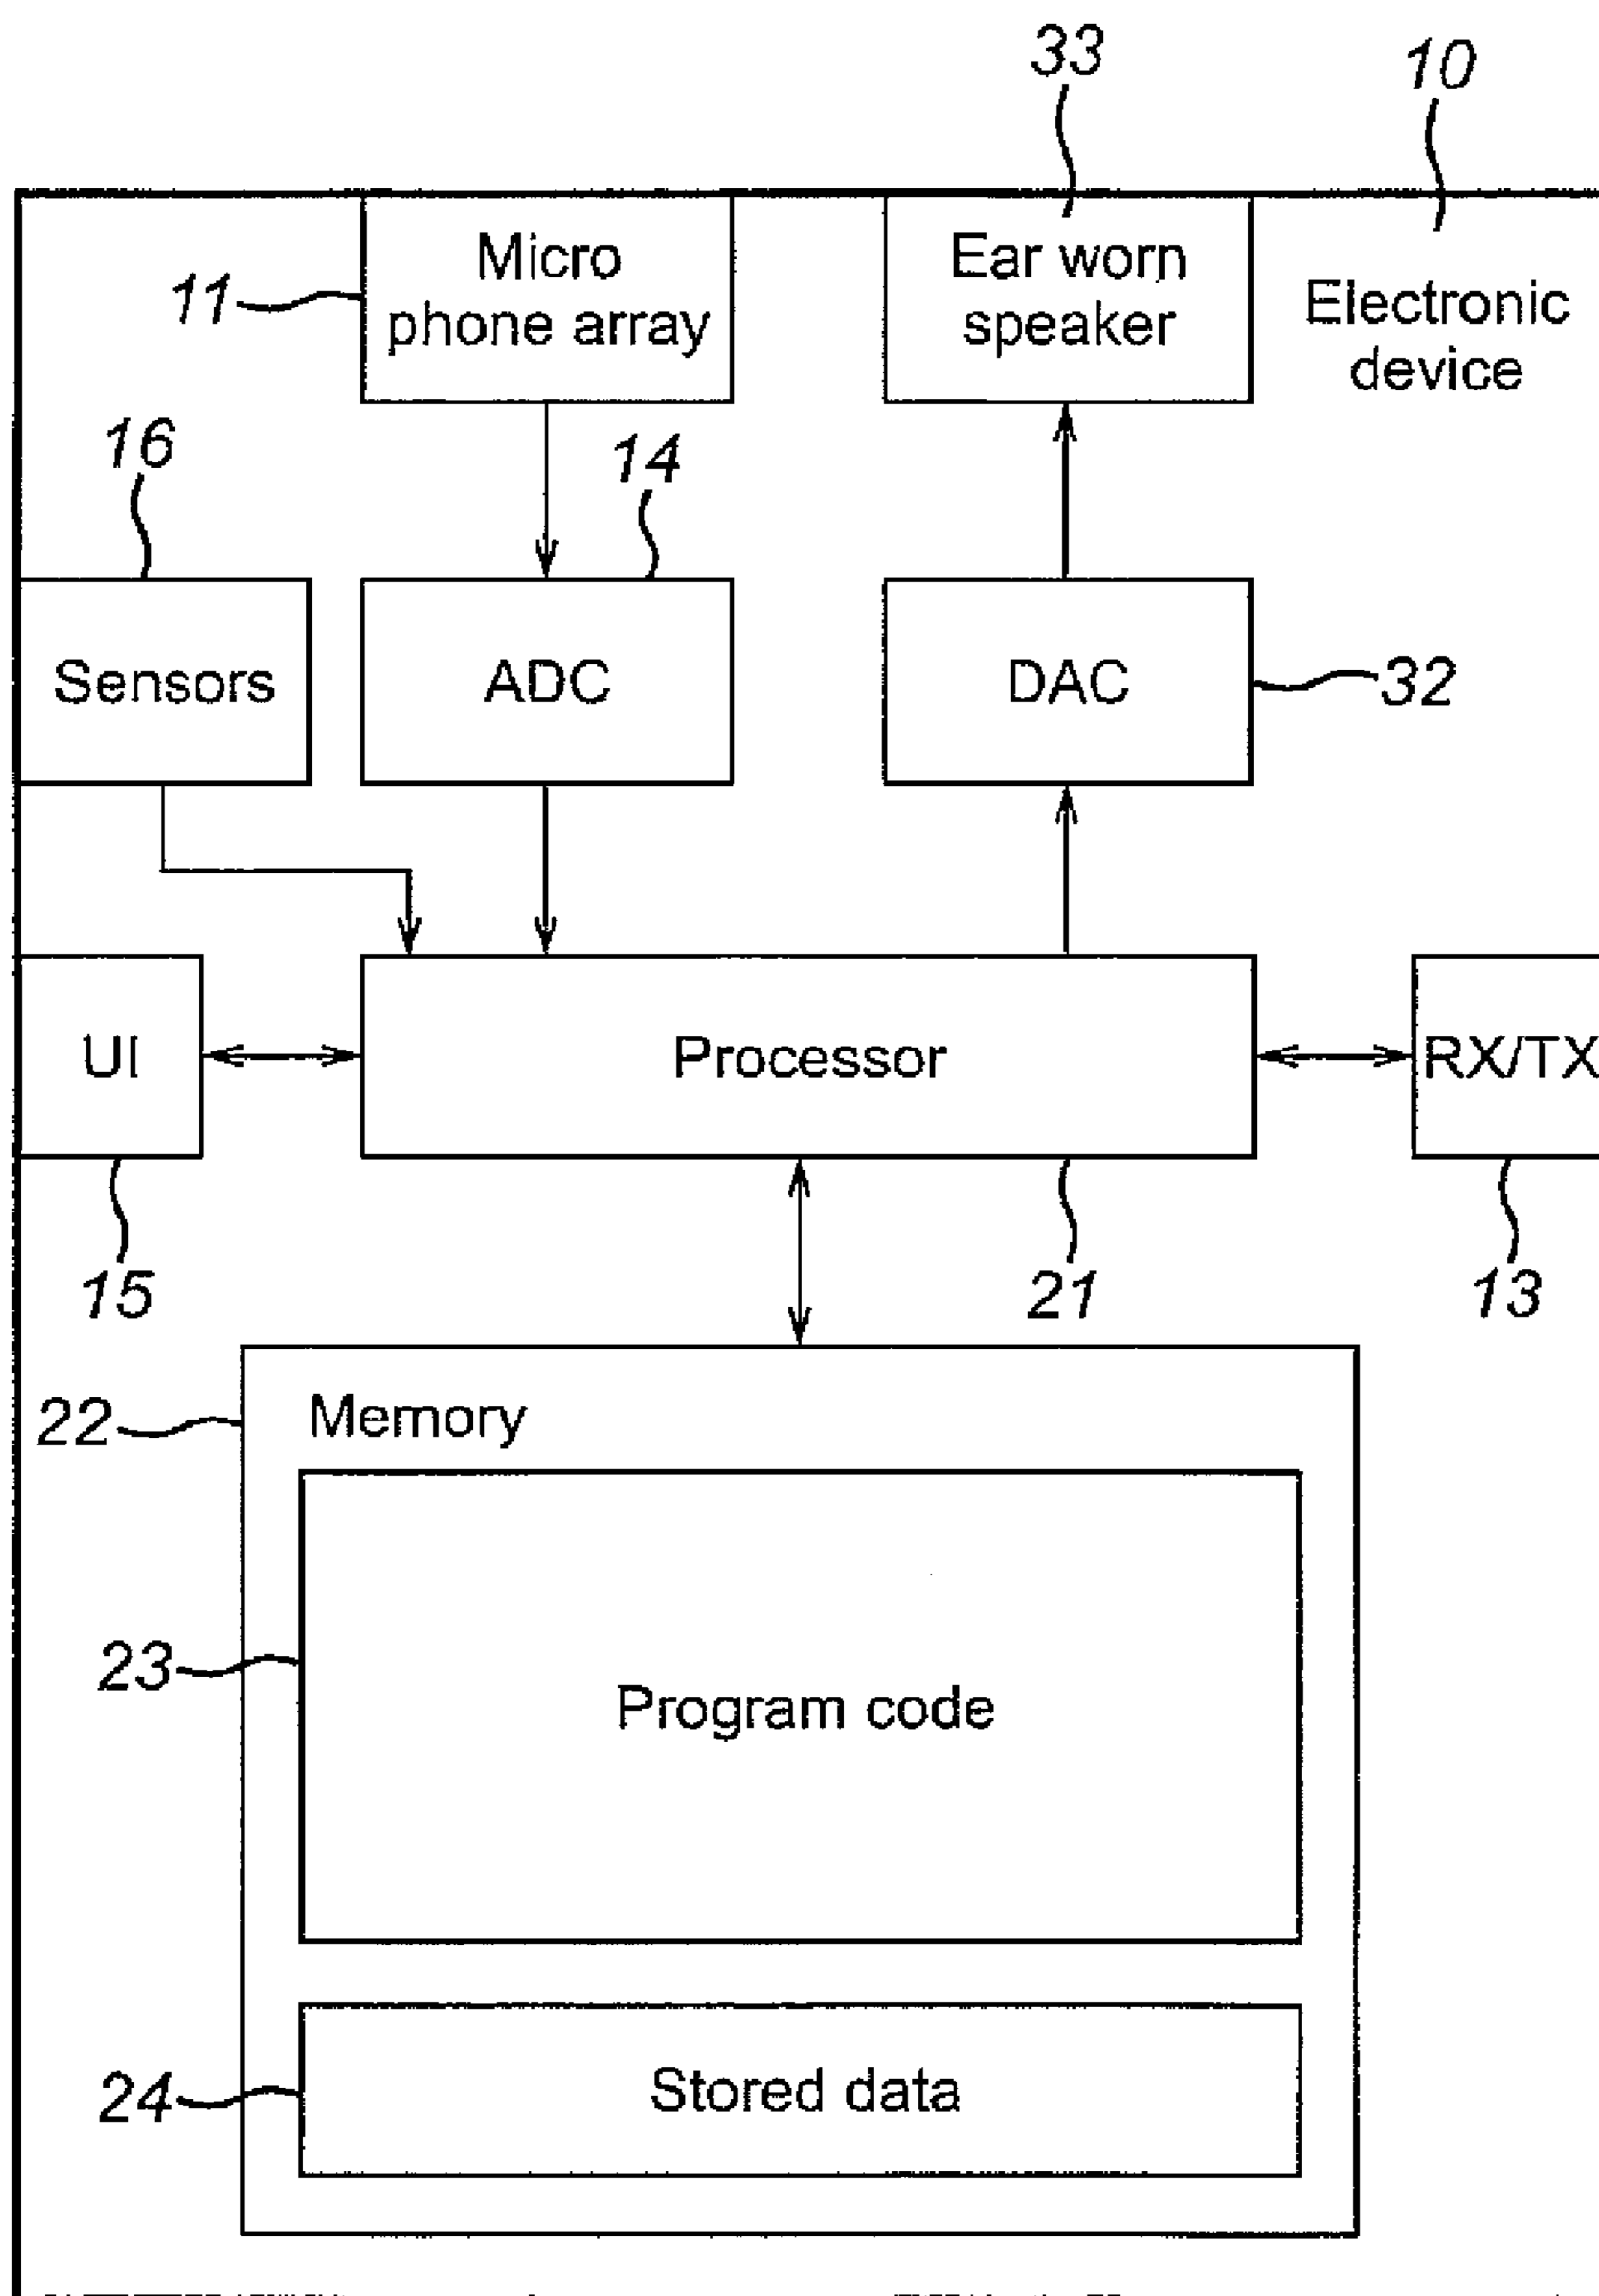 33
10
Micro
phone array
11
Ear worn
speaker
Electronic
device
16
14
Sensors
ADC
DAC
32
UI
Processor
RX/TX
15
21
13
22
Memory
23
Program code
24
Stored data